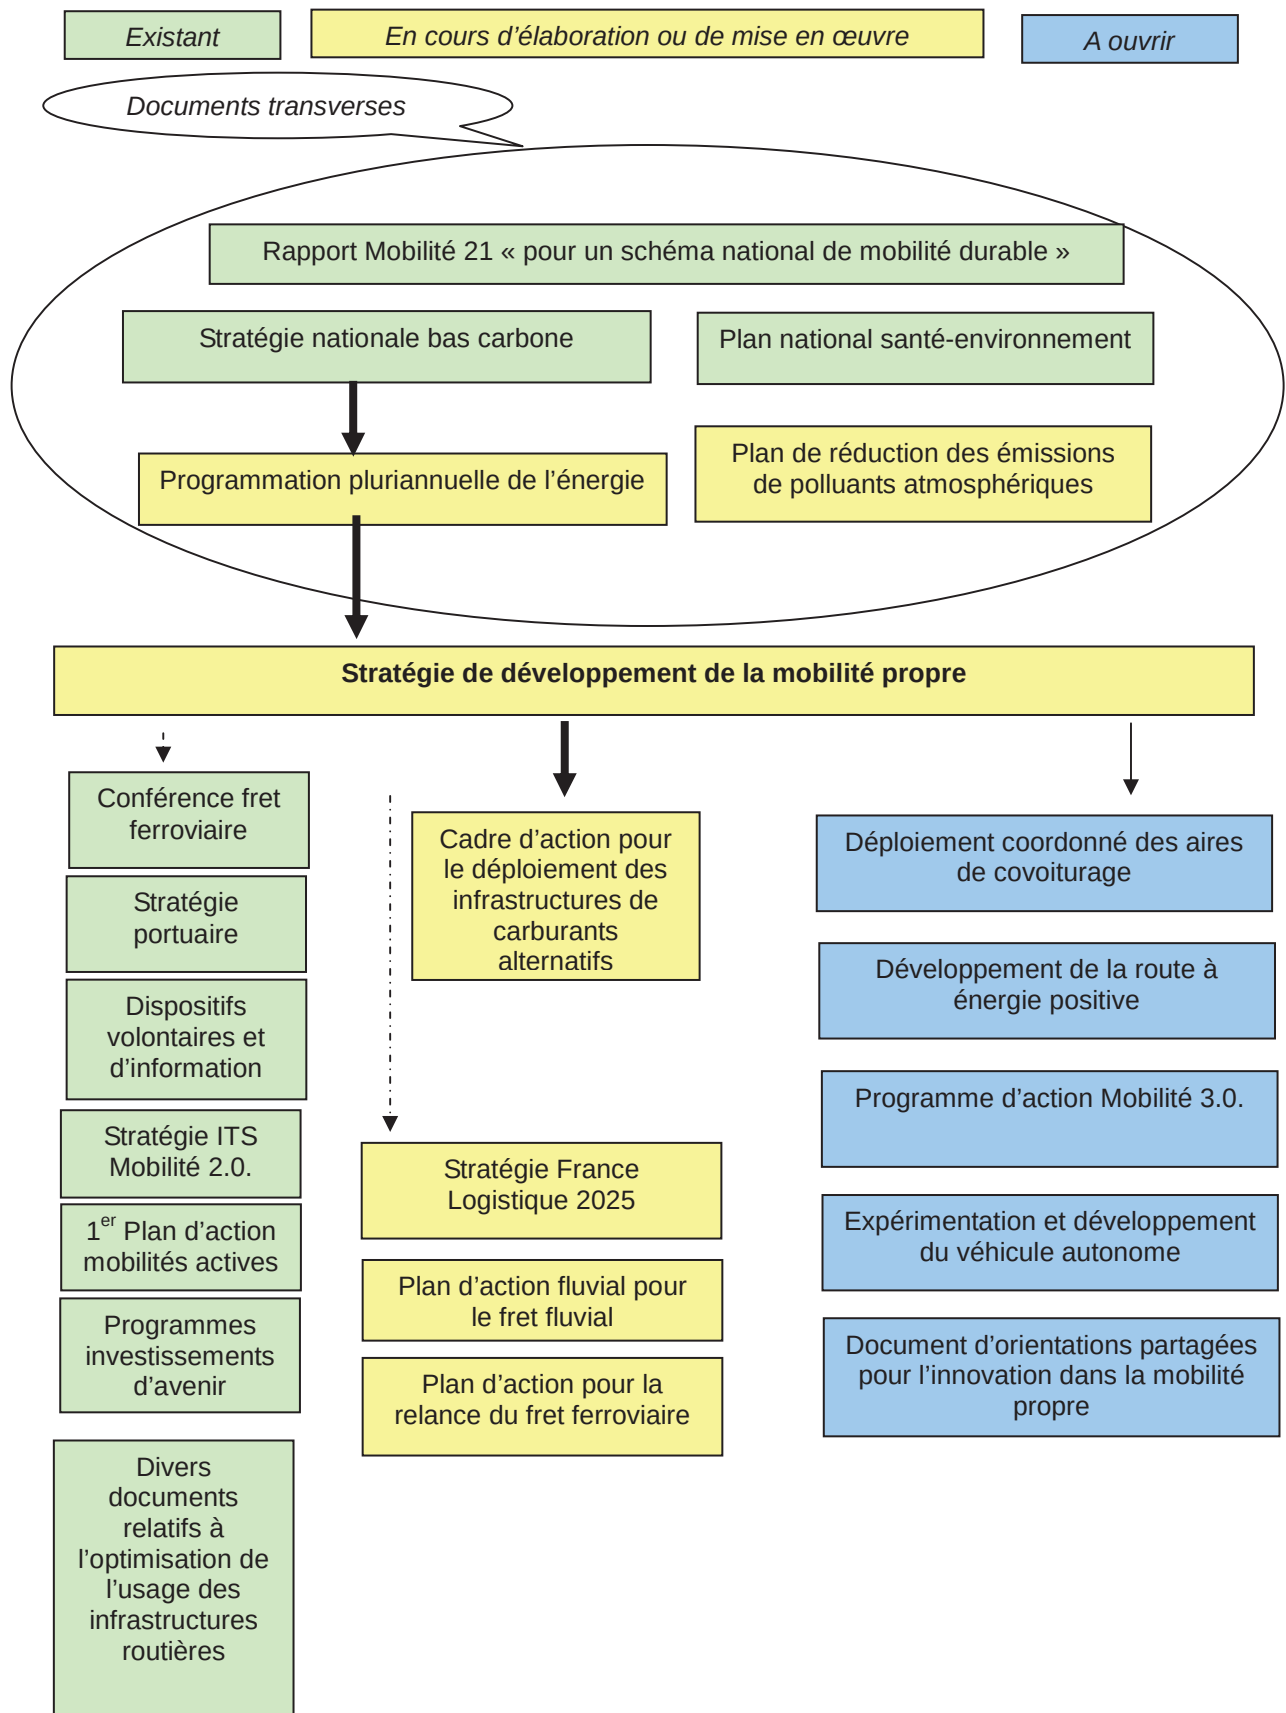 Existant
En cours d’élaboration ou de mise en œuvre
A ouvrir
Documents transverses
Rapport Mobilité 21 « pour un schéma national de mobilité durable »
Stratégie nationale bas carbone
Plan national santé-environnement
Programmation pluriannuelle de l’énergie
Plan de réduction des émissions
de polluants atmosphériques
Stratégie de développement de la mobilité propre
Conférence fret
ferroviaire
Stratégie
portuaire
Dispositifs
volontaires et
d’information
Stratégie ITS
Mobilité 2.0.
1er Plan d’action
mobilités actives
Programmes
investissements
d’avenir
Divers
documents
relatifs à
l’optimisation de
l’usage des
infrastructures
routières
Cadre d’action pour
le déploiement des
infrastructures de
carburants
alternatifs
Stratégie France
Logistique 2025
Plan d’action fluvial pour
le fret fluvial
Plan d’action pour la
relance du fret ferroviaire
Déploiement coordonné des aires
de covoiturage
Développement de la route à
énergie positive
Programme d’action Mobilité 3.0.
Expérimentation et développement
du véhicule autonome
Document d’orientations partagées
pour l’innovation dans la mobilité
propre